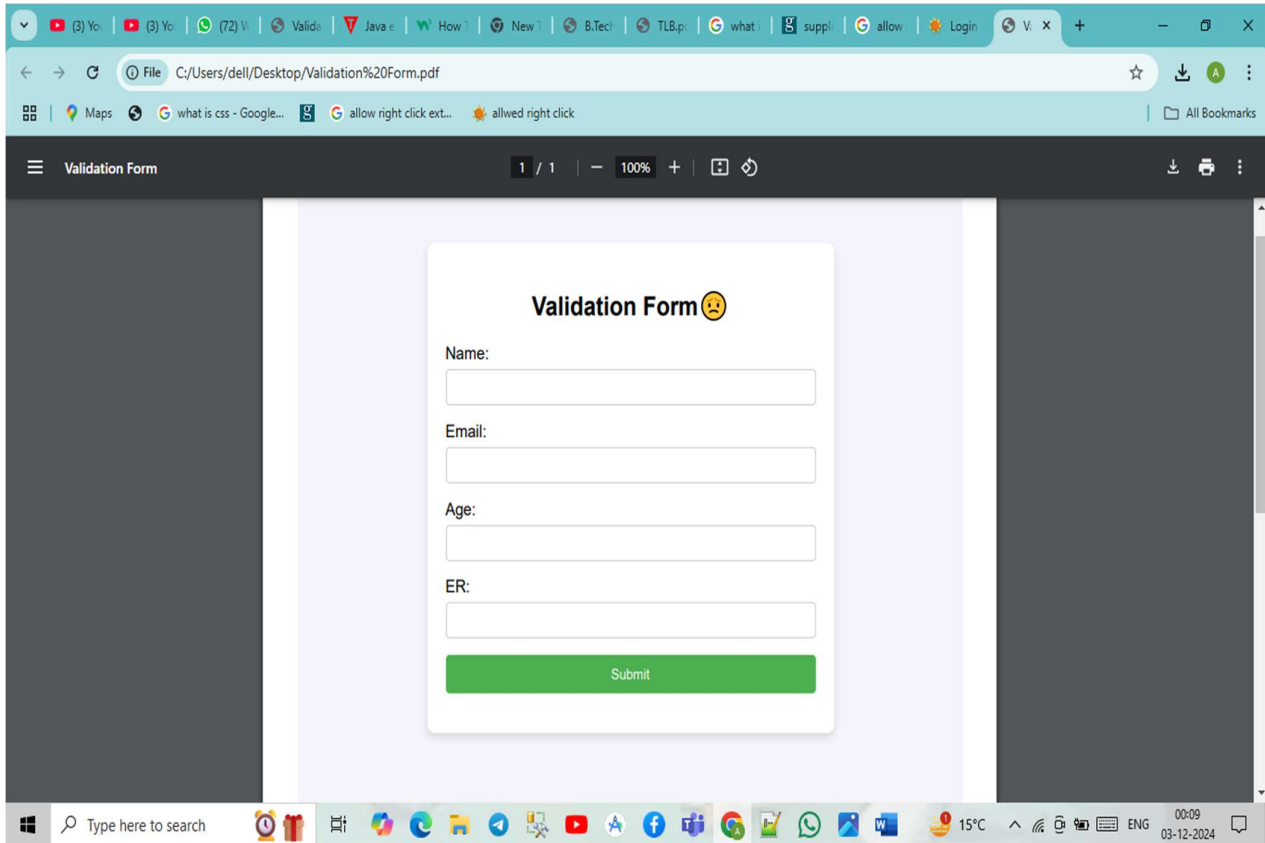 (3) You
(3) Yo
(72) W
Valida
Java e
How T
New T
B.Tech
TLB.pd
what i
suppli
allow
Login
File
C:/Users/dell/Desktop/Validation%20Form.pdf
A
Maps
what is css - Google...
g
allow right click ext...
allwed right click
All Bookmarks
Validation Form
1 / 1
100%
Validation Form😟
Name:
Email:
Age:
ER:
Submit
Type here to search
15°C
ENG
00:09
03-12-2024